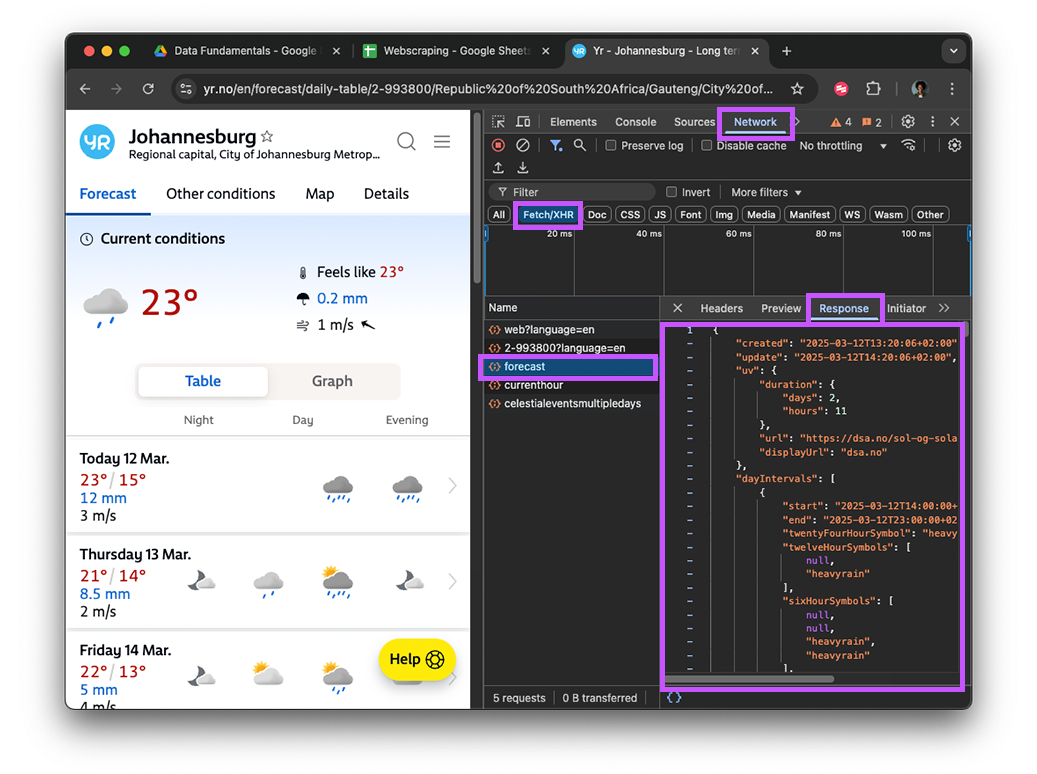 Data Fundamentals - Google
Webscraping - Google Sheets
Yr - Johannesburg - Long ter
yr.no/en/forecast/daily-table/2-993800/Republic%20of%20South%20Africa/Gauteng/City%20of...
YR
Johannesburg
Regional capital, City of Johannesburg Metrop...
Forecast Other conditions Map Details
Current conditions
23°
Feels like 23°
0.2 mm
1 m/s
Table Graph
Night Day Evening
Today 12 Mar.
23°/15°
12 mm
3 m/s
Thursday 13 Mar.
21°/14°
8.5 mm
2 m/s
Friday 14 Mar.
22°/13°
5 mm
4 m/s
Help
Elements Console Sources Network 4 2
Preserve log Disable cache No throttling
Filter Invert More filters
All Fetch/XHR Doc CSS JS Font Img Media Manifest WS Wasm Other
20 ms 40 ms 60 ms 80 ms 100 ms
Name
web?language=en
2-993800?language=en
forecast
currenthour
celestialeventsmultipledays
Headers Preview Response Initiator
1 {
- "created": "2025-03-12T13:20:06+02:00"
- "update": "2025-03-12T14:20:06+02:00",
- "uv": {
- "duration": {
- "days": 2,
- "hours": 11
- },
- "url": "https://dsa.no/sol-og-sola
- "displayUrl": "dsa.no"
- },
- "dayIntervals": [
- {
- "start": "2025-03-12T14:00:00+
- "end": "2025-03-12T23:00:00+02
- "twentyFourHourSymbol": "heavy
- "twelveHourSymbols": [
- null,
- "heavyrain"
- ],
- "sixHourSymbols": [
- null,
- null,
- "heavyrain",
- "heavyrain"
- ],
5 requests 0 B transferred
{}